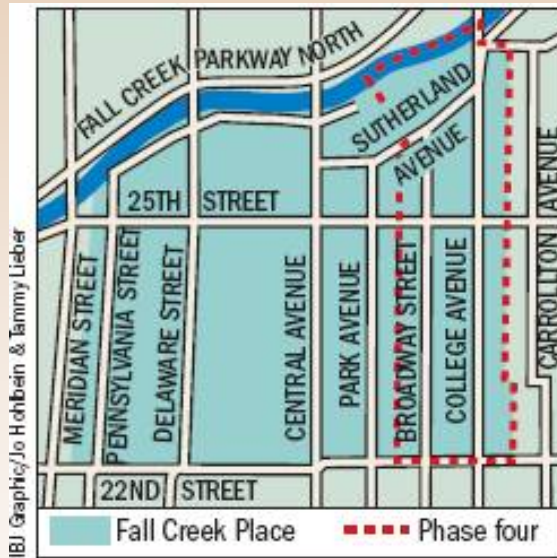 FALL CREEK PARKWAY NORTH
SUTHERLAND
AVENUE
25TH STREET
MERIDIAN STREET
PENNSYLVANIA STREET
DELAWARE STREET
CENTRAL AVENUE
PARK AVENUE
BROADWAY STREET
COLLEGE AVENUE
CARROLLTON AVENUE
22ND STREET
IBJ Graphic/Jo Hohlbein & Tammy Lieber
Fall Creek Place
Phase four